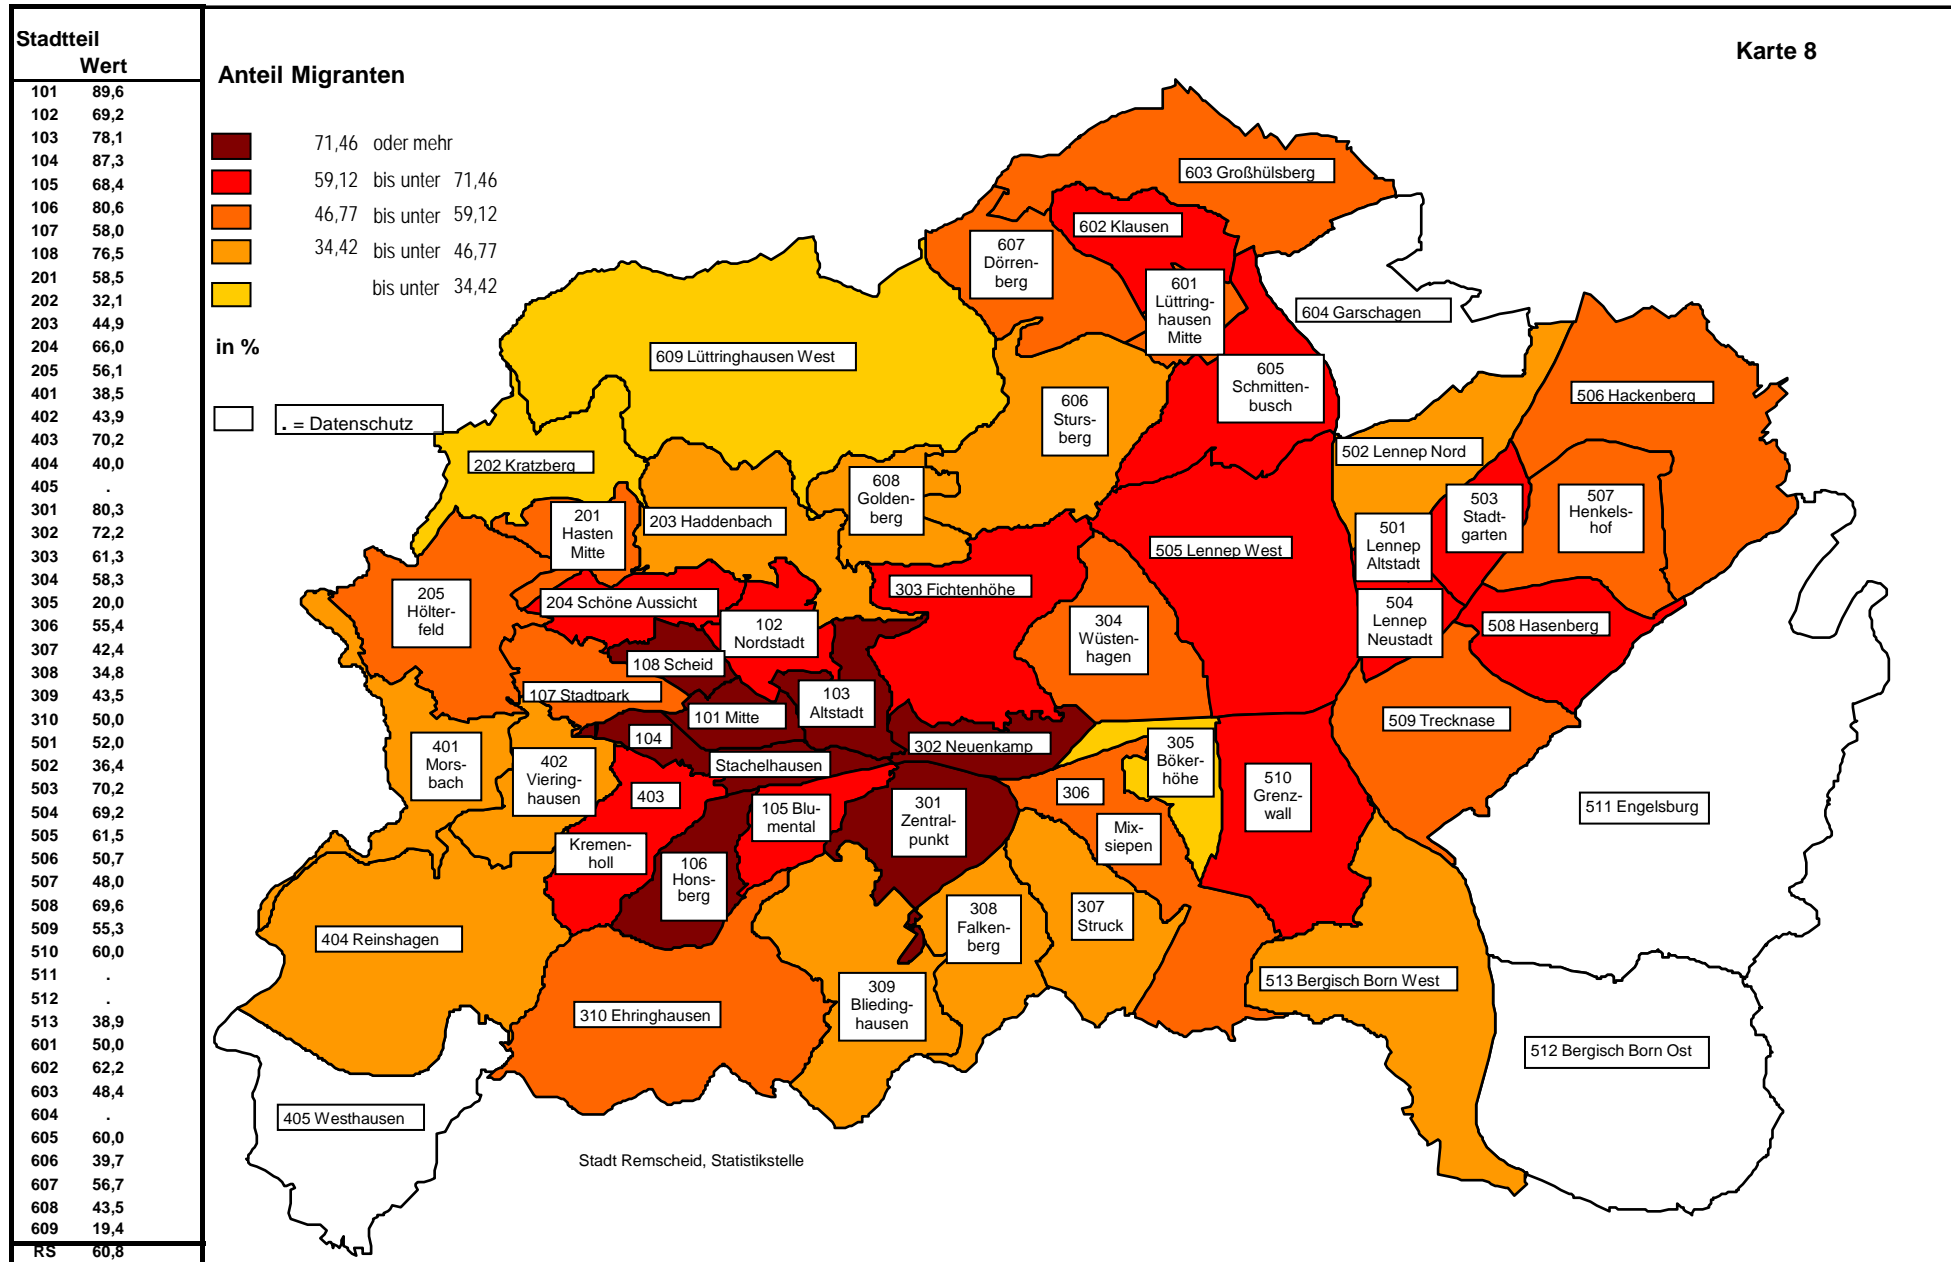 Stadtteil
Wert
101 89,6
102 69,2
103 78,1
104 87,3
105 68,4
106 80,6
107 58,0
108 76,5
201 58,5
202 32,1
203 44,9
204 66,0
205 56,1
401 38,5
402 43,9
403 70,2
404 40,0
405 .
301 80,3
302 72,2
303 61,3
304 58,3
305 20,0
306 55,4
307 42,4
308 34,8
309 43,5
310 50,0
501 52,0
502 36,4
503 70,2
504 69,2
505 61,5
506 50,7
507 48,0
508 69,6
509 55,3
510 60,0
511 .
512 .
513 38,9
601 50,0
602 62,2
603 48,4
604 .
605 60,0
606 39,7
607 56,7
608 43,5
609 19,4
RS 60,8
Karte 8
Anteil Migranten
71,46 oder mehr
59,12 bis unter 71,46
46,77 bis unter 59,12
34,42 bis unter 46,77
bis unter 34,42
in %
. = Datenschutz
603 Großhülsberg
602 Klausen
607
Dörren-
berg
601
Lüttring-
hausen
Mitte
604 Garschagen
609 Lüttringhausen West
605
Schmitten-
busch
606
Sturs-
berg
506 Hackenberg
502 Lennep Nord
202 Kratzberg
608
Golden-
berg
503
Stadt-
garten
507
Henkels-
hof
201
Hasten
Mitte
203 Haddenbach
501
Lennep
Altstadt
505 Lennep West
205
Hölter-
feld
303 Fichtenhöhe
204 Schöne Aussicht
504
Lennep
Neustadt
102
Nordstadt
304
Wüsten-
hagen
508 Hasenberg
108 Scheid
107 Stadtpark
103
Altstadt
101 Mitte
509 Trecknase
104
Stachelhausen
302 Neuenkamp
305
Böker-
höhe
401
Mors-
bach
402
Viering-
hausen
510
Grenz-
wall
403
Kremen-
holl
105 Blu-
mental
301
Zentral-
punkt
306
Mix-
siepen
511 Engelsburg
106
Hons-
berg
308
Falken-
berg
307
Struck
404 Reinshagen
513 Bergisch Born West
309
Blieding-
hausen
310 Ehringhausen
512 Bergisch Born Ost
405 Westhausen
Stadt Remscheid, Statistikstelle